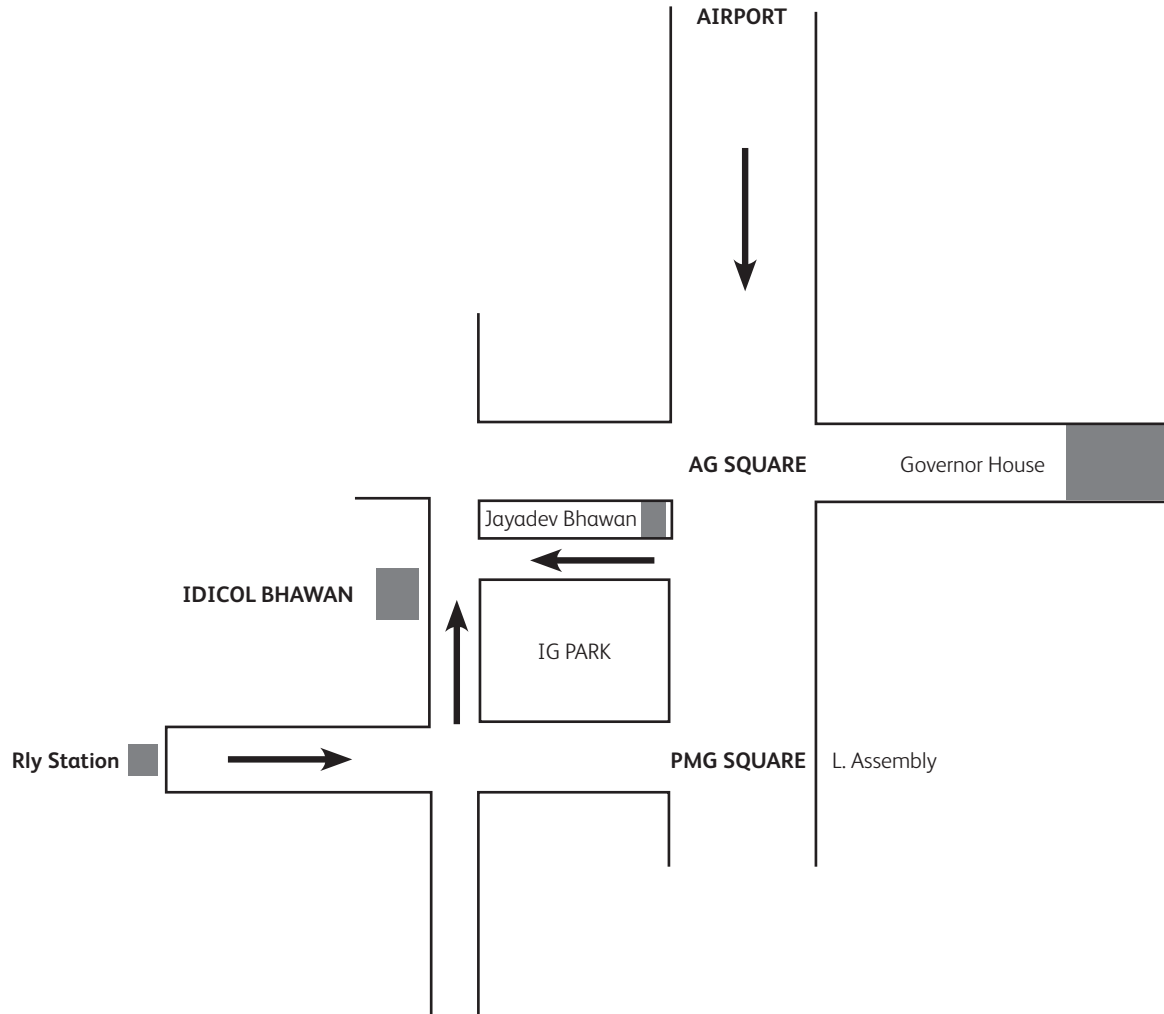 AIRPORT
AG SQUARE
Governor House
Jayadev Bhawan
IDICOL BHAWAN
IG PARK
Rly Station
PMG SQUARE
L. Assembly